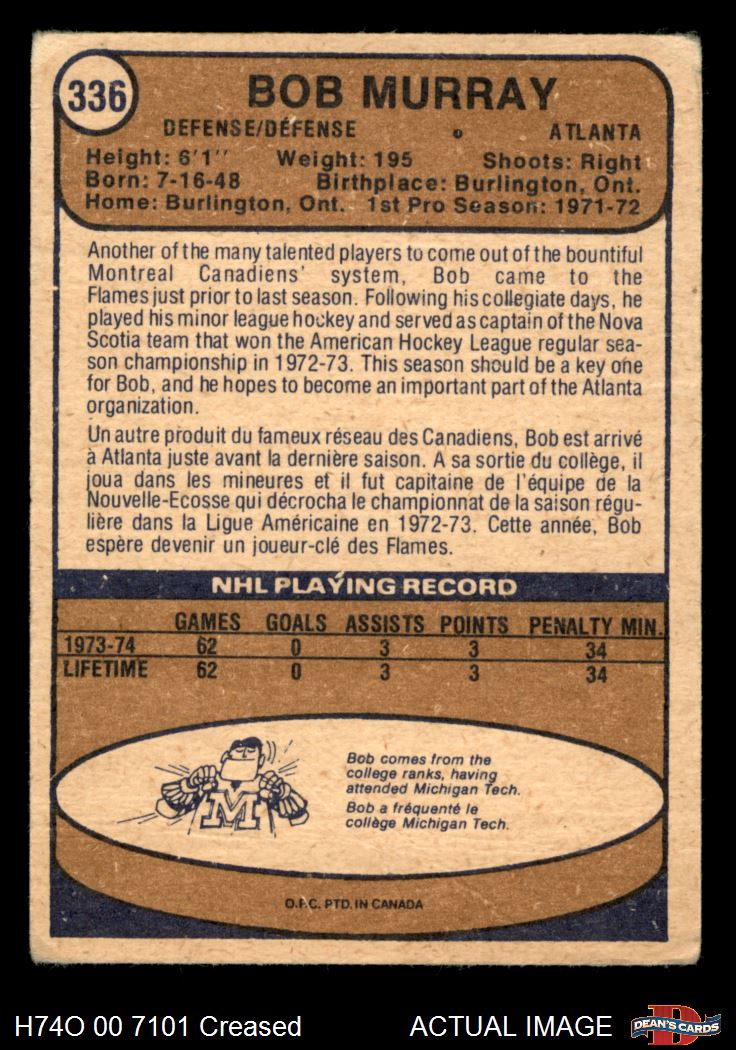 336
BOB MURRAY
DEFENSE/DÉFENSE • ATLANTA
Height: 6'1" Weight: 195 Shoots: Right
Born: 7-16-48 Birthplace: Burlington, Ont.
Home: Burlington, Ont. 1st Pro Season: 1971-72
Another of the many talented players to come out of the bountiful
Montreal Canadiens' system, Bob came to the
Flames just prior to last season. Following his collegiate days, he
played his minor league hockey and served as captain of the Nova
Scotia team that won the American Hockey League regular sea-
son championship in 1972-73. This season should be a key one
for Bob, and he hopes to become an important part of the Atlanta
organization.
Un autre produit du fameux réseau des Canadiens, Bob est arrivé
à Atlanta juste avant la dernière saison. A sa sortie du collège, il
joua dans les mineures et il fut capitaine de l'équipe de la
Nouvelle-Ecosse qui décrocha le championnat de la saison régu-
lière dans la Ligue Américaine en 1972-73. Cette année, Bob
espère devenir un joueur-clé des Flames.
NHL PLAYING RECORD
GAMES GOALS ASSISTS POINTS PENALTY MIN.
1973-74 62 0 3 3 34
LIFETIME 62 0 3 3 34
M
Bob comes from the
college ranks, having
attended Michigan Tech.
Bob a fréquenté le
collège Michigan Tech.
O.P.C. PTD. IN CANADA
H74O 00 7101 Creased
ACTUAL IMAGE
D
DEAN'S CARDS